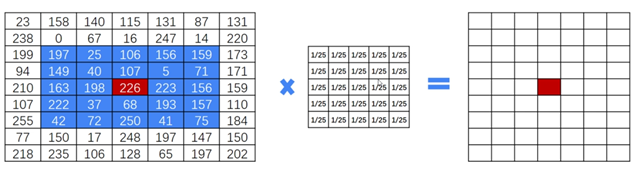 23 158 140 115 131 87 131
238 0 67 16 247 14 220
199 197 25 106 156 159 173
94 149 40 107 5 71 171
210 163 198 226 223 156 159
107 222 37 68 193 157 110
255 42 72 250 41 75 184
77 150 17 248 197 147 150
218 235 106 128 65 197 202
1/25 1/25 1/25 1/25 1/25
1/25 1/25 1/25 1/25 1/25
1/25 1/25 1/25 1/25 1/25
1/25 1/25 1/25 1/25 1/25
1/25 1/25 1/25 1/25 1/25
× =